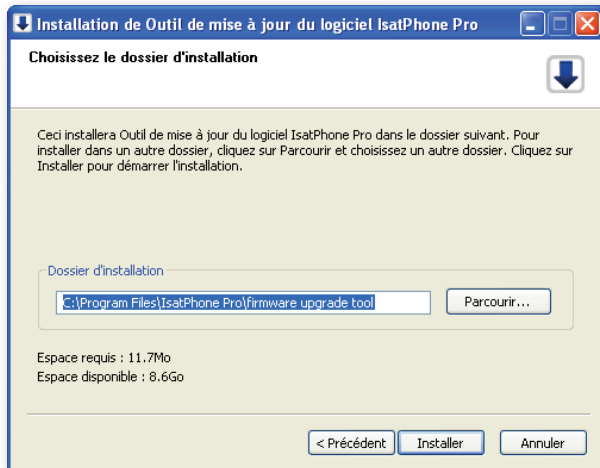 Installation de Outil de mise à jour du logiciel IsatPhone Pro
Choisissez le dossier d'installation
Ceci installera Outil de mise à jour du logiciel IsatPhone Pro dans le dossier suivant. Pour
installer dans un autre dossier, cliquez sur Parcourir et choisissez un autre dossier. Cliquez sur
Installer pour démarrer l'installation.
Dossier d'installation
C:\Program Files\IsatPhone Pro\firmware upgrade tool
Parcourir...
Espace requis : 11.7Mo
Espace disponible : 8.6Go
< Précédent
Installer
Annuler